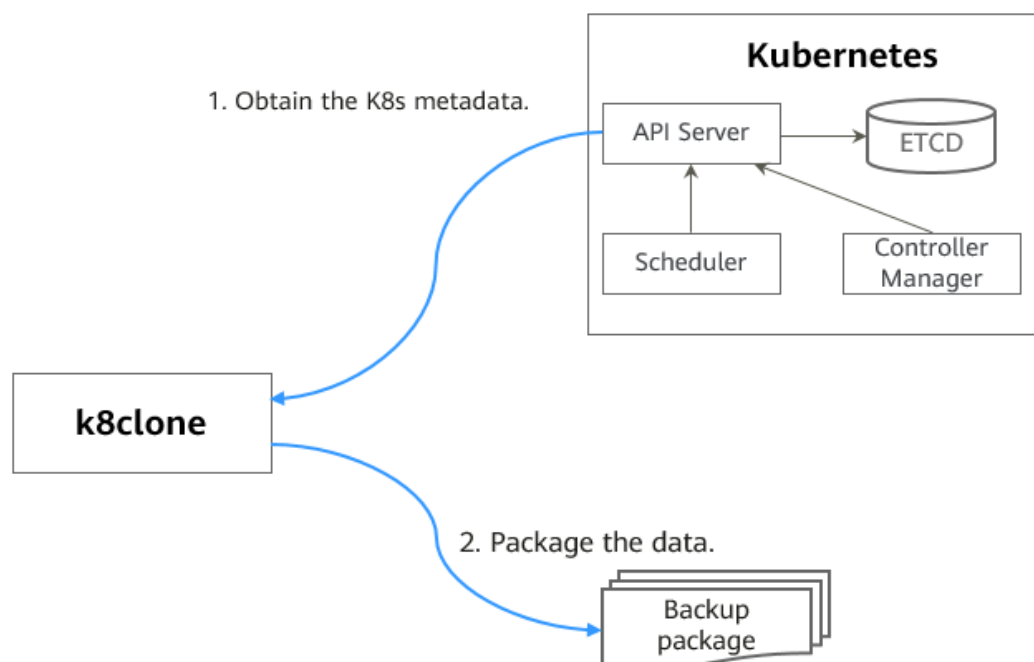 Kubernetes
1. Obtain the K8s metadata.
API Server
ETCD
Scheduler
Controller
Manager
k8clone
2. Package the data.
Backup
package